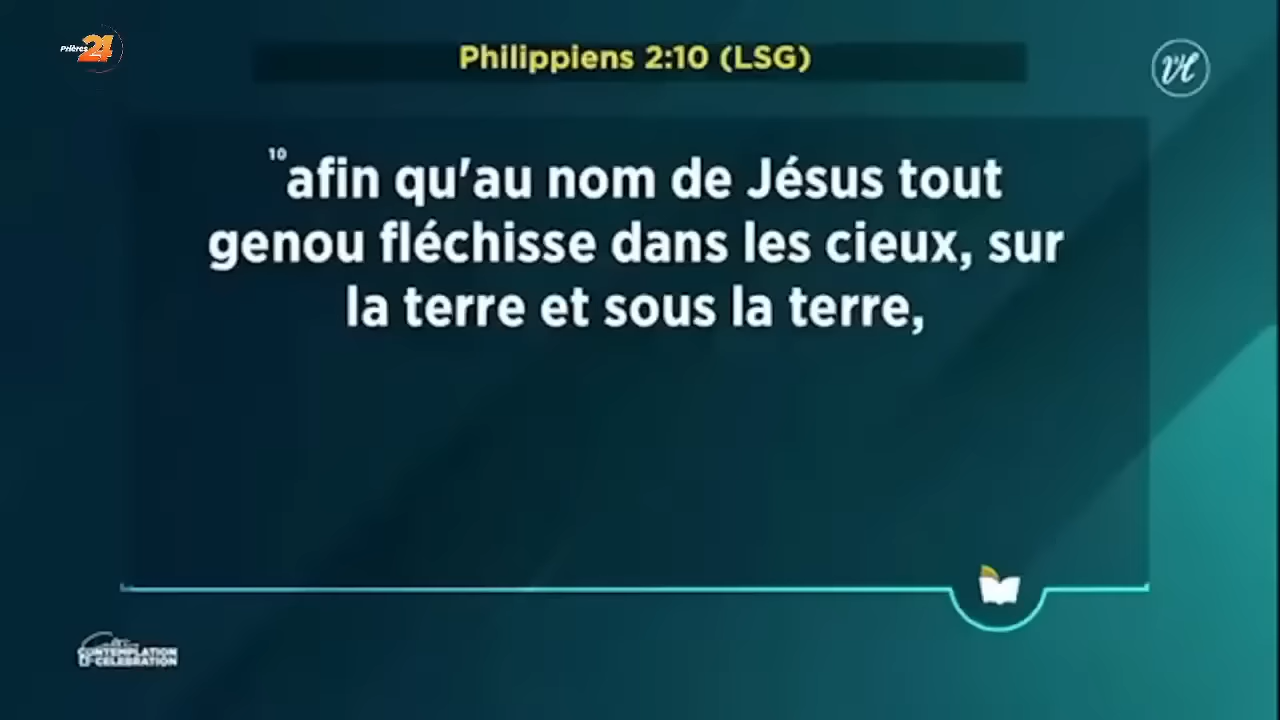 Prières 24
Philippiens 2:10 (LSG)
10 afin qu'au nom de Jésus tout
genou fléchisse dans les cieux, sur
la terre et sous la terre,
CONTEMPLATION
CELEBRATION